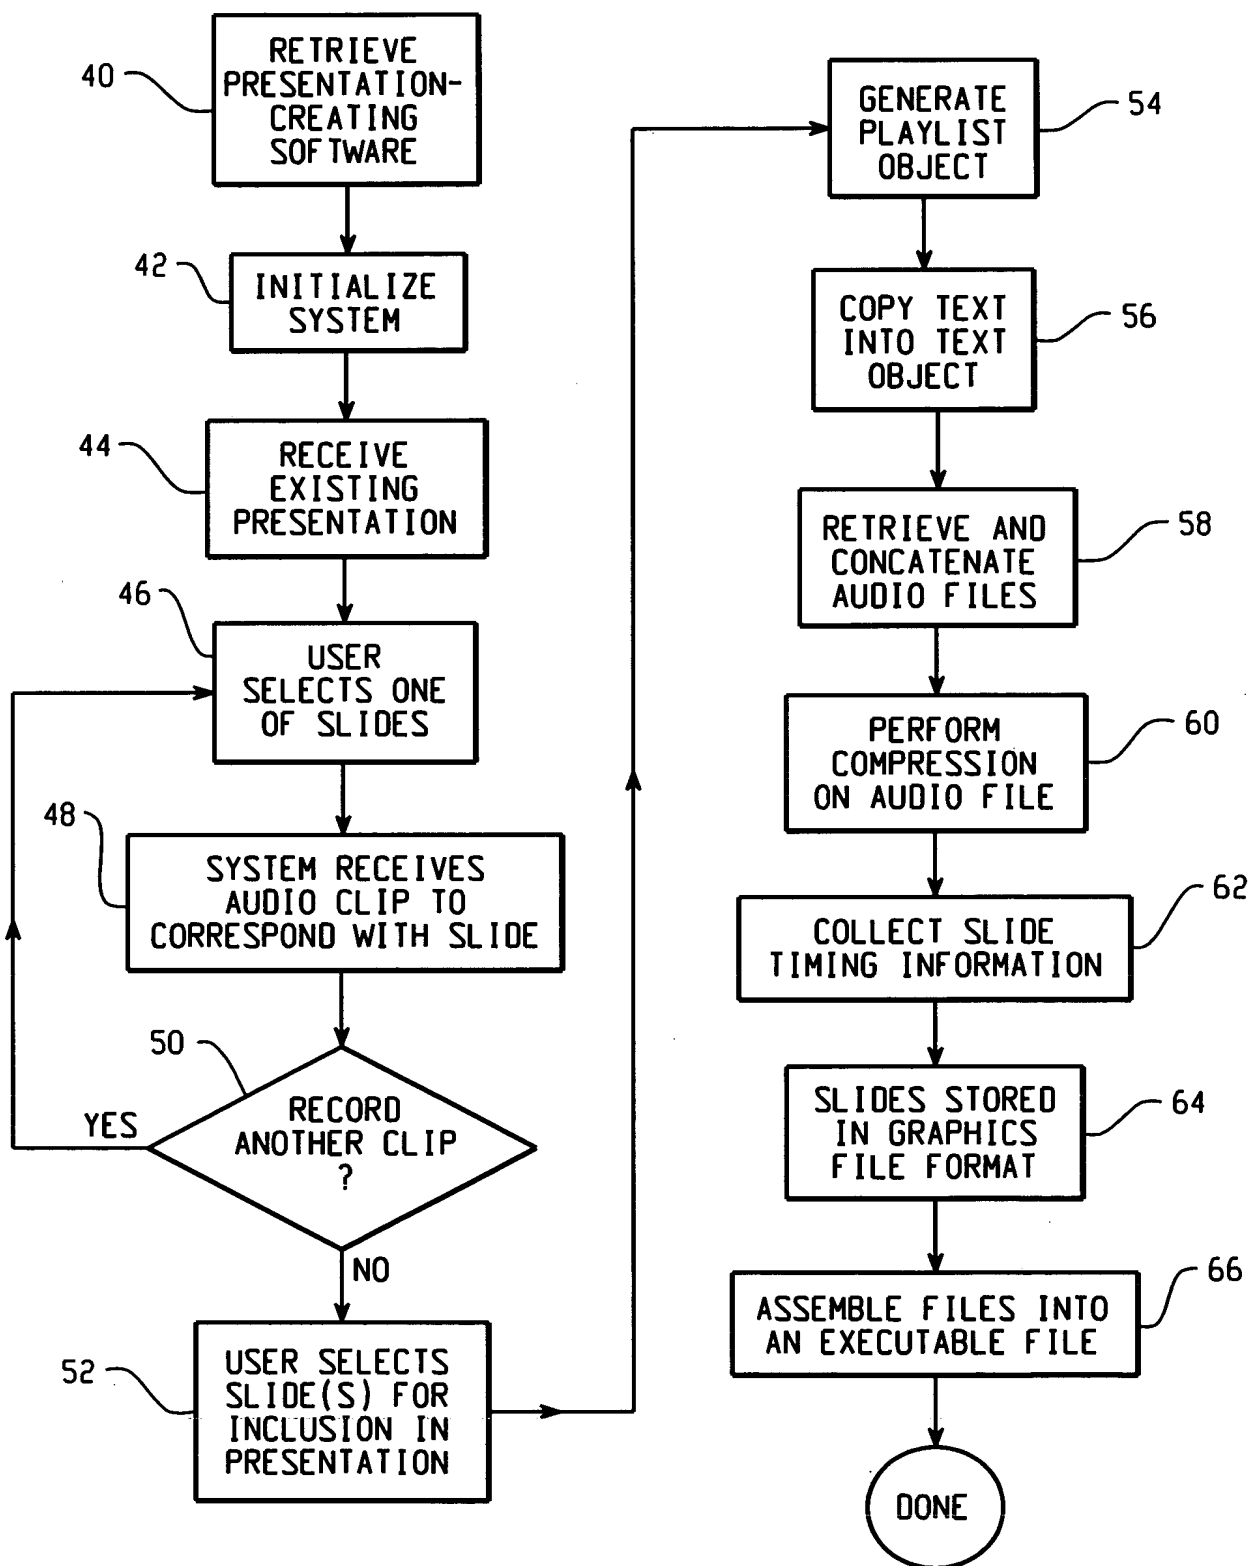 40
RETRIEVE
PRESENTATION-
CREATING
SOFTWARE
42
INITIALIZE
SYSTEM
44
RECEIVE
EXISTING
PRESENTATION
46
USER
SELECTS ONE
OF SLIDES
48
SYSTEM RECEIVES
AUDIO CLIP TO
CORRESPOND WITH SLIDE
50
RECORD
ANOTHER CLIP
?
YES
NO
52
USER SELECTS
SLIDE(S) FOR
INCLUSION IN
PRESENTATION
GENERATE
PLAYLIST
OBJECT
54
COPY TEXT
INTO TEXT
OBJECT
56
RETRIEVE AND
CONCATENATE
AUDIO FILES
58
PERFORM
COMPRESSION
ON AUDIO FILE
60
COLLECT SLIDE
TIMING INFORMATION
62
SLIDES STORED
IN GRAPHICS
FILE FORMAT
64
ASSEMBLE FILES INTO
AN EXECUTABLE FILE
66
DONE